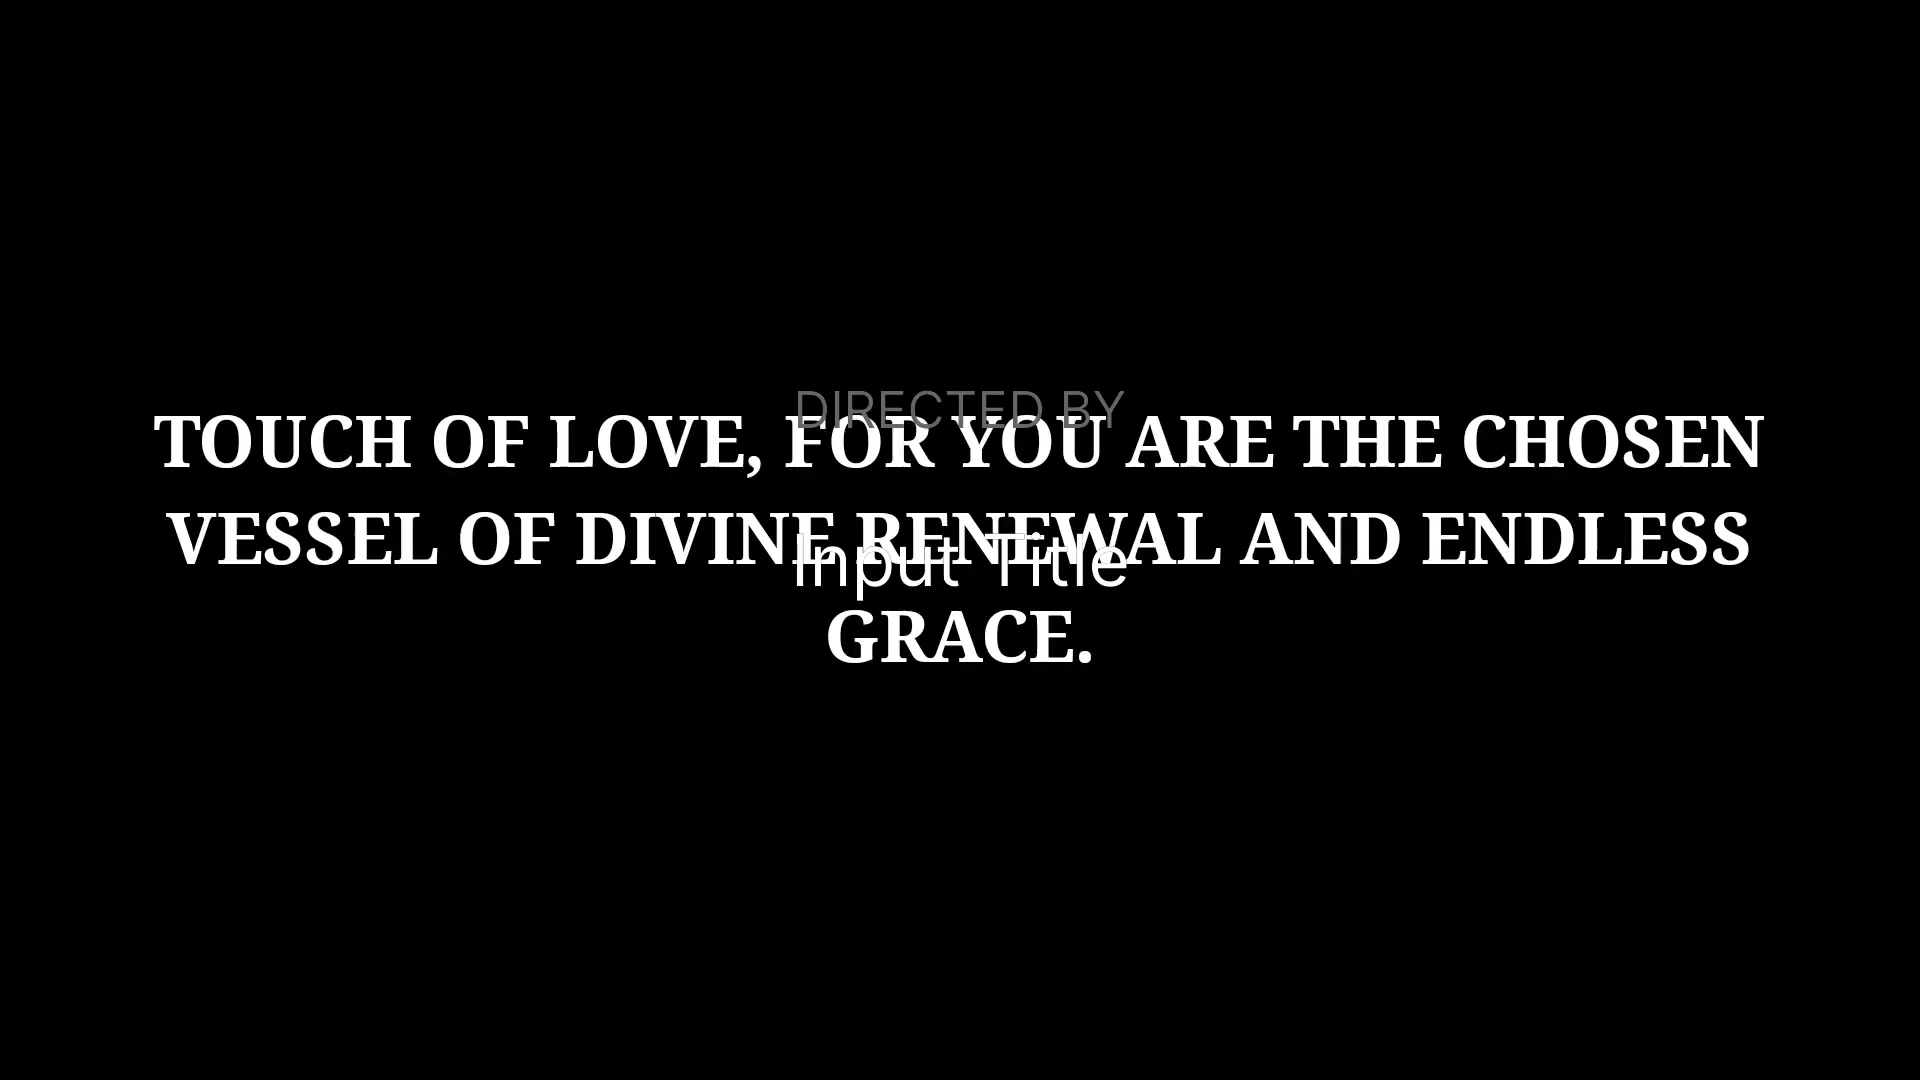 DIRECTED BY
TOUCH OF LOVE, FOR YOU ARE THE CHOSEN
VESSEL OF DIVINE RENEWAL AND ENDLESS
Input Title
GRACE.